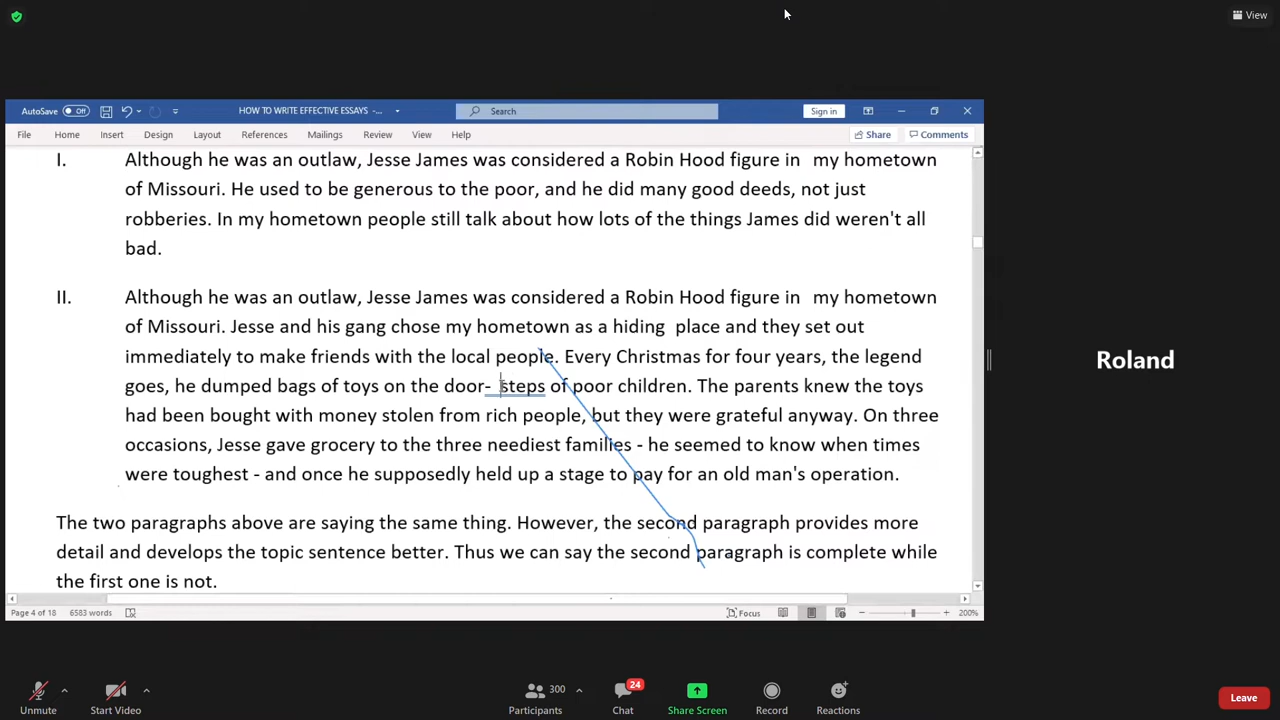 View
AutoSave Off HOW TO WRITE EFFECTIVE ESSAYS -... Search Sign in
File Home Insert Design Layout References Mailings Review View Help Share Comments
I. Although he was an outlaw, Jesse James was considered a Robin Hood figure in my hometown
of Missouri. He used to be generous to the poor, and he did many good deeds, not just
robberies. In my hometown people still talk about how lots of the things James did weren't all
bad.
II. Although he was an outlaw, Jesse James was considered a Robin Hood figure in my hometown
of Missouri. Jesse and his gang chose my hometown as a hiding place and they set out
immediately to make friends with the local people. Every Christmas for four years, the legend
goes, he dumped bags of toys on the door- steps of poor children. The parents knew the toys
had been bought with money stolen from rich people, but they were grateful anyway. On three
occasions, Jesse gave grocery to the three neediest families - he seemed to know when times
were toughest - and once he supposedly held up a stage to pay for an old man's operation.
The two paragraphs above are saying the same thing. However, the second paragraph provides more
detail and develops the topic sentence better. Thus we can say the second paragraph is complete while
the first one is not.
Page 4 of 18 6583 words Focus 200%
Roland
300 24
Unmute Start Video Participants Chat Share Screen Record Reactions Leave